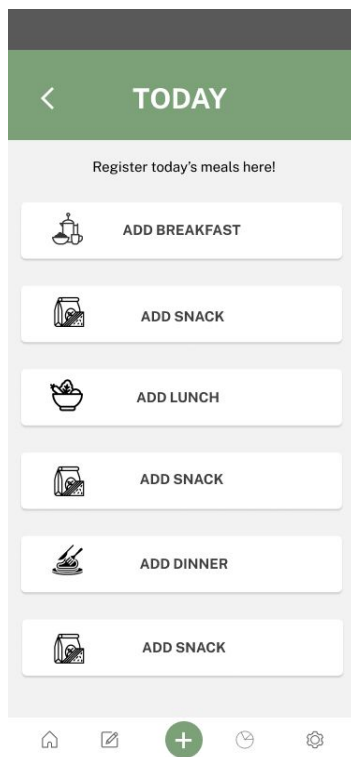 TODAY
Register today's meals here!
ADD BREAKFAST
ADD SNACK
ADD LUNCH
ADD SNACK
ADD DINNER
ADD SNACK